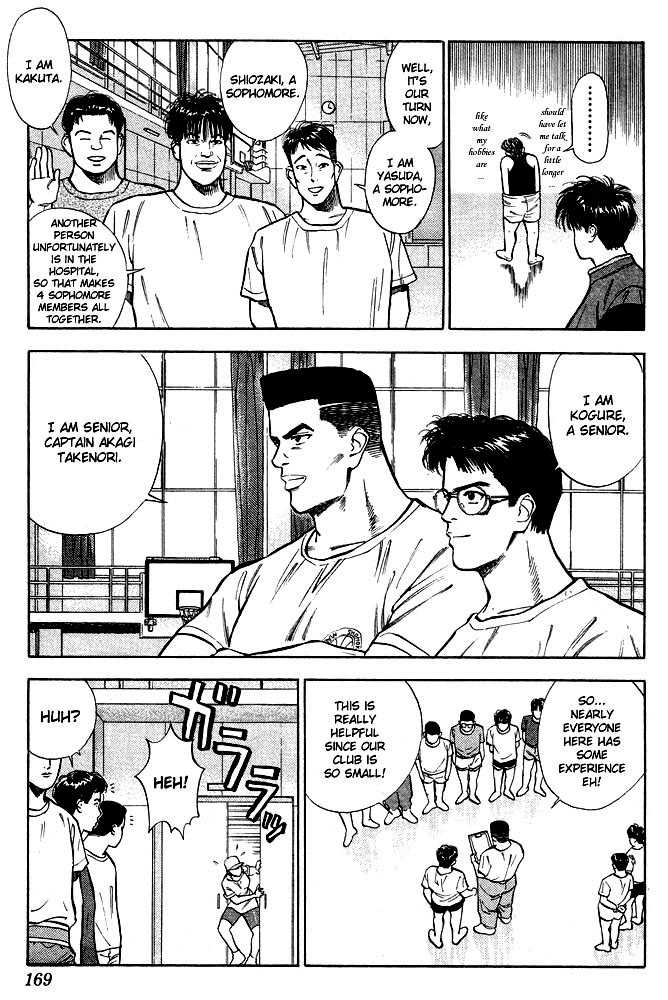 .........
should
have let
me talk
for a
little
longer
like
what
my
hobbies
are
WELL,
IT'S
OUR
TURN
NOW,
I AM
YASUDA,
A SOPHO-
MORE.
SHIOZAKI, A
SOPHOMORE.
I AM
KAKUTA.
ANOTHER
PERSON
UNFORTUNATELY
IS IN THE
HOSPITAL,
SO THAT MAKES
4 SOPHOMORE
MEMBERS ALL
TOGETHER.
I AM
KOGURE,
A SENIOR.
I AM SENIOR,
CAPTAIN AKAGI
TAKENORI.
SO...
NEARLY
EVERYONE
HERE HAS
SOME
EXPERIENCE
EH!
THIS IS
REALLY
HELPFUL
SINCE OUR
CLUB IS
SO SMALL!
ガララッ
HEH!
HUH?
169